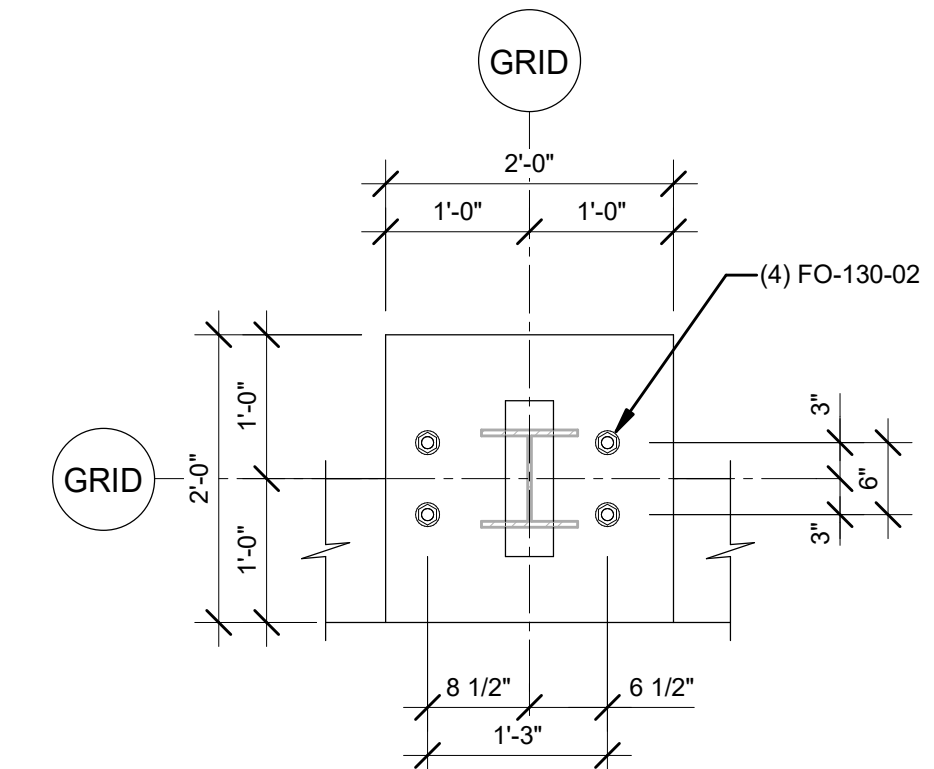 GRID
2'-0"
1'-0" 1'-0"
(4) FO-130-02
GRID
2'-0"
1'-0"
1'-0"
3"
6"
3"
8 1/2" 6 1/2"
1'-3"